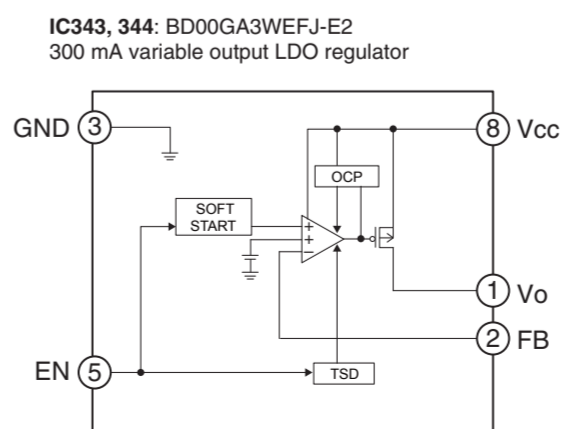 IC343, 344: BD00GA3WEFJ-E2
300 mA variable output LDO regulator
GND 3
8 Vcc
OCP
SOFT
START
+
+
−
1 Vo
2 FB
EN 5
TSD